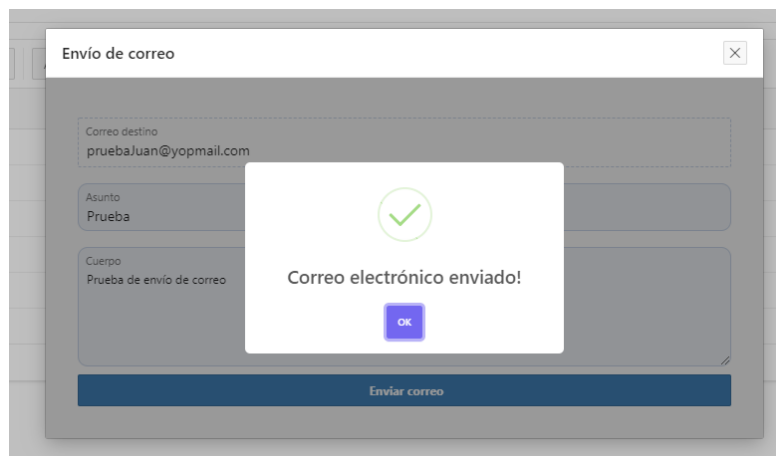 Envío de correo
Correo destino
pruebaJuan@yopmail.com
Asunto
Prueba
Cuerpo
Prueba de envío de correo
Correo electrónico enviado!
OK
Enviar correo